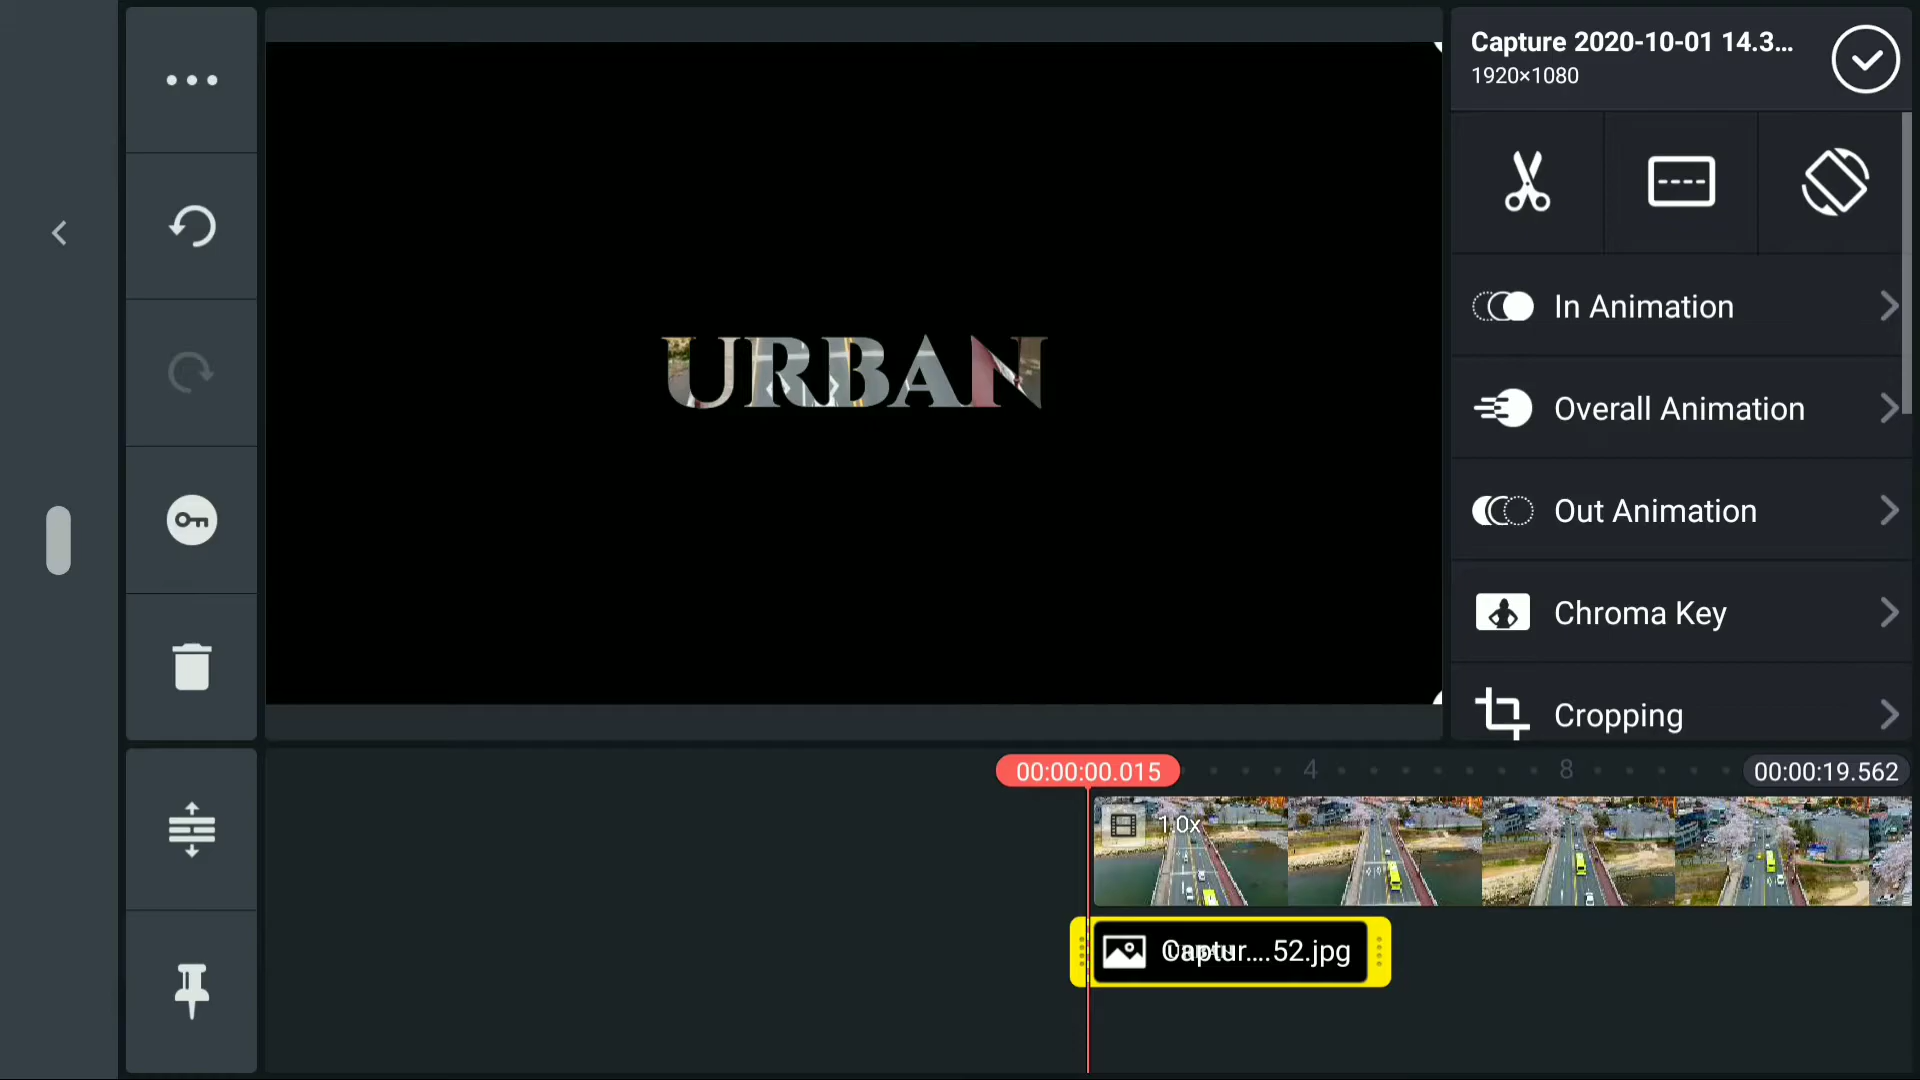 Capture 2020-10-01 14.3...
1920×1080
URBAN
In Animation
Overall Animation
Out Animation
Chroma Key
Cropping
00:00:00.015
4
8
00:00:19.562
1.0x
Captur....52.jpg
URBAN